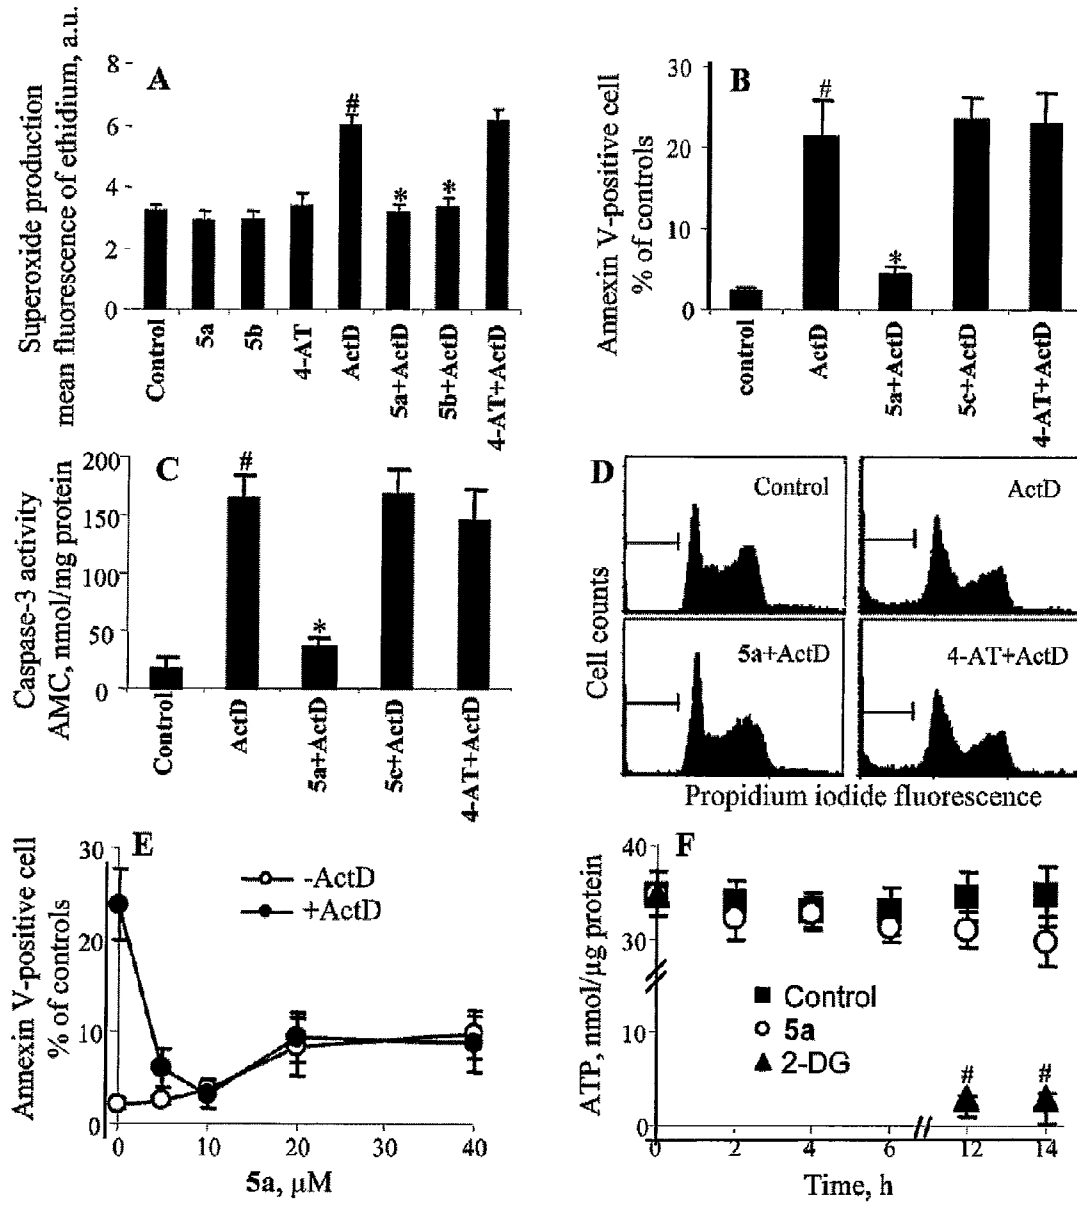 A
Superoxide production
mean fluorescence of ethidium, a.u.
8
6
4
2
0
#
*
*
Control
5a
5b
4-AT
ActD
5a+ActD
5b+ActD
4-AT+ActD
B
Annexin V-positive cell
% of controls
30
20
10
0
#
*
control
ActD
5a+ActD
5c+ActD
4-AT+ActD
C
Caspase-3 activity
AMC, nmol/mg protein
200
150
100
50
0
#
*
Control
ActD
5a+ActD
5c+ActD
4-AT+ActD
D
Cell counts
Control
ActD
5a+ActD
4-AT+ActD
Propidium iodide fluorescence
E
Annexin V-positive cell
% of controls
30
20
10
0
-ActD
+ActD
0 10 20 30 40
5a, μM
F
ATP, nmol/μg protein
40
30
10
0
Control
5a
2-DG
# #
0 2 4 6 12 14
Time, h